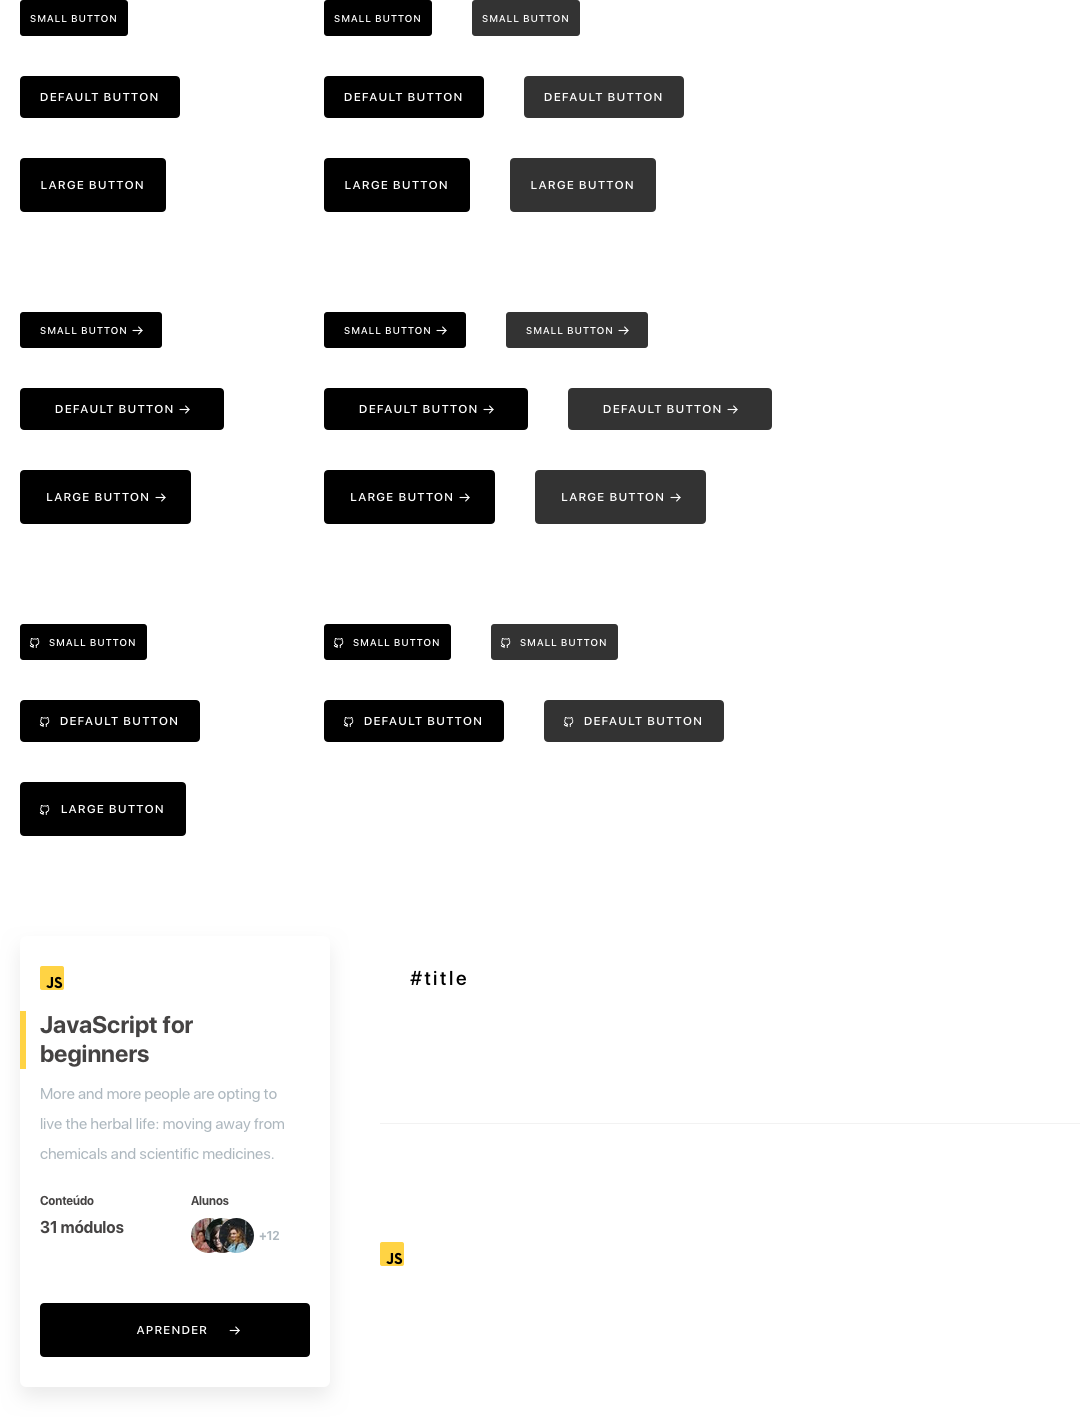 SMALL BUTTON SMALL BUTTON SMALL BUTTON
DEFAULT BUTTON DEFAULT BUTTON DEFAULT BUTTON
LARGE BUTTON LARGE BUTTON LARGE BUTTON
SMALL BUTTON → SMALL BUTTON → SMALL BUTTON →
DEFAULT BUTTON → DEFAULT BUTTON → DEFAULT BUTTON →
LARGE BUTTON → LARGE BUTTON → LARGE BUTTON →
SMALL BUTTON SMALL BUTTON SMALL BUTTON
DEFAULT BUTTON DEFAULT BUTTON DEFAULT BUTTON
LARGE BUTTON
JS
JavaScript for
beginners
More and more people are opting to
live the herbal life: moving away from
chemicals and scientific medicines.
Conteúdo Alunos
31 módulos +12
APRENDER →
#title
JS